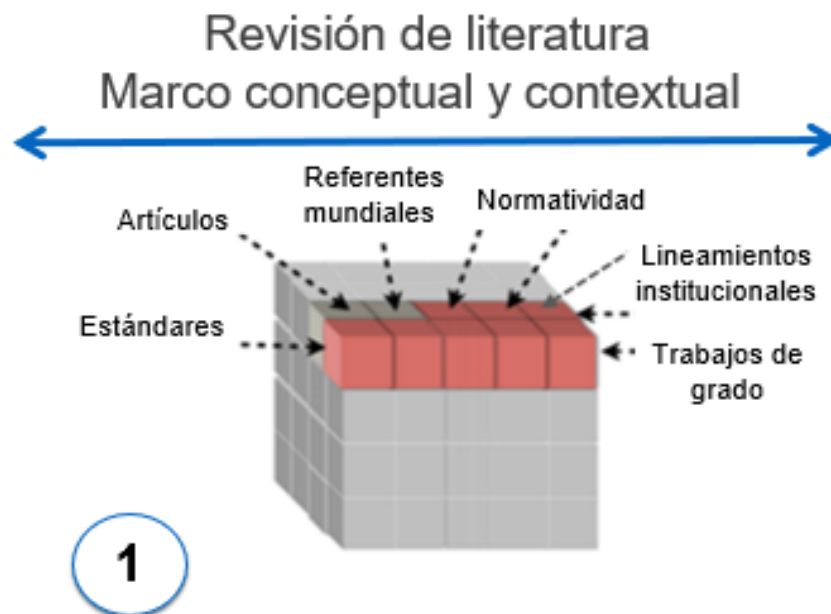 Revisión de literatura
Marco conceptual y contextual
Referentes
mundiales
Normatividad
Artículos
Lineamientos
institucionales
Estándares
Trabajos de
grado
1